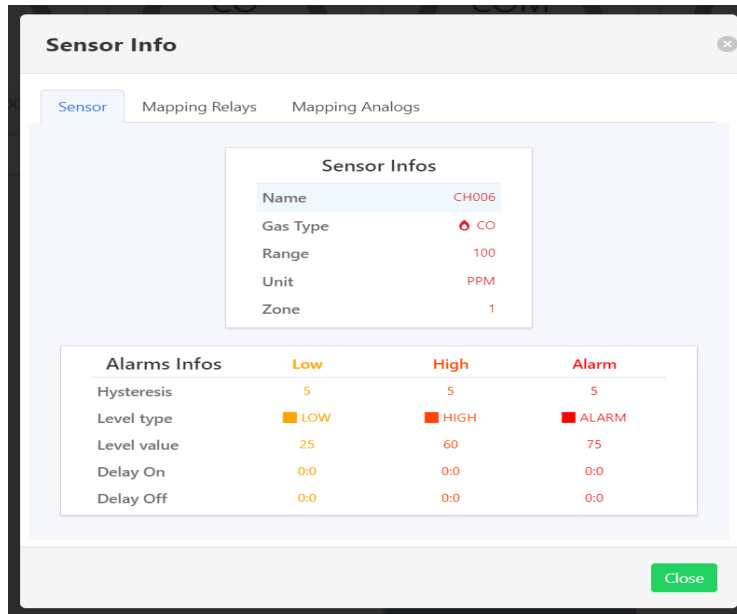 CO COM
Sensor Info
Sensor Mapping Relays Mapping Analogs
Sensor Infos
Name CH006
Gas Type CO
Range 100
Unit PPM
Zone 1
Alarms Infos Low High Alarm
Hysteresis 5 5 5
Level type LOW HIGH ALARM
Level value 25 60 75
Delay On 0:0 0:0 0:0
Delay Off 0:0 0:0 0:0
Close